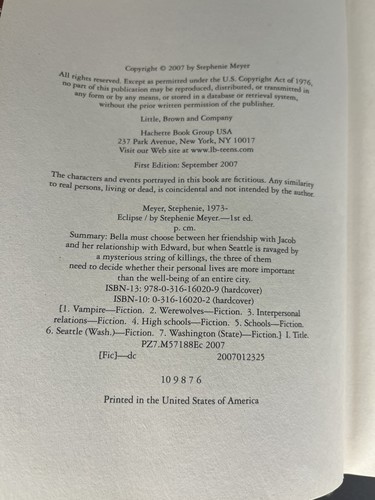 Copyright © 2007 by Stephenie Meyer
All rights reserved. Except as permitted under the U.S. Copyright Act of 1976,
no part of this publication may be reproduced, distributed, or transmitted in
any form or by any means, or stored in a database or retrieval system,
without the prior written permission of the publisher.
Little, Brown and Company
Hachette Book Group USA
237 Park Avenue, New York, NY 10017
Visit our Web site at www.lb-teens.com
First Edition: September 2007
The characters and events portrayed in this book are fictitious. Any similarity
to real persons, living or dead, is coincidental and not intended by the author.
Meyer, Stephenie, 1973-
Eclipse / by Stephenie Meyer.—1st ed.
p. cm.
Summary: Bella must choose between her friendship with Jacob
and her relationship with Edward, but when Seattle is ravaged by
a mysterious string of killings, the three of them
need to decide whether their personal lives are more important
than the well-being of an entire city.
ISBN-13: 978-0-316-16020-9 (hardcover)
ISBN-10: 0-316-16020-2 (hardcover)
[1. Vampire—Fiction. 2. Werewolves—Fiction. 3. Interpersonal
relations—Fiction. 4. High schools—Fiction. 5. Schools—Fiction.
6. Seattle (Wash.)—Fiction. 7. Washington (State)—Fiction.] I. Title.
PZ7.M57188Ec 2007
[Fic]—dc 2007012325
10 9 8 7 6
Printed in the United States of America